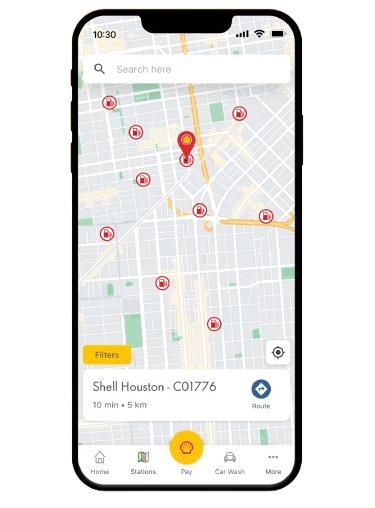 10:30
Search here
Filters
Shell Houston - C01776
10 min • 5 km
Route
Home
Stations
Pay
Car Wash
More